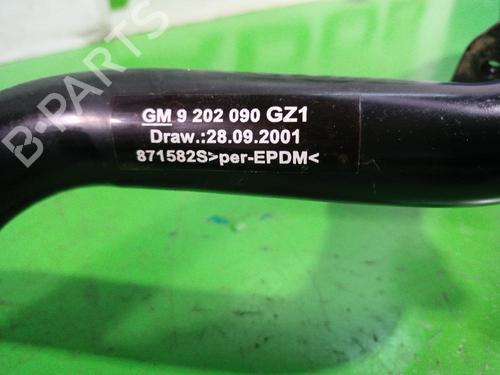 GM 9 202 090 GZ1
Draw.:28.09.2001
871582S>per-EPDM<
B-PARTS